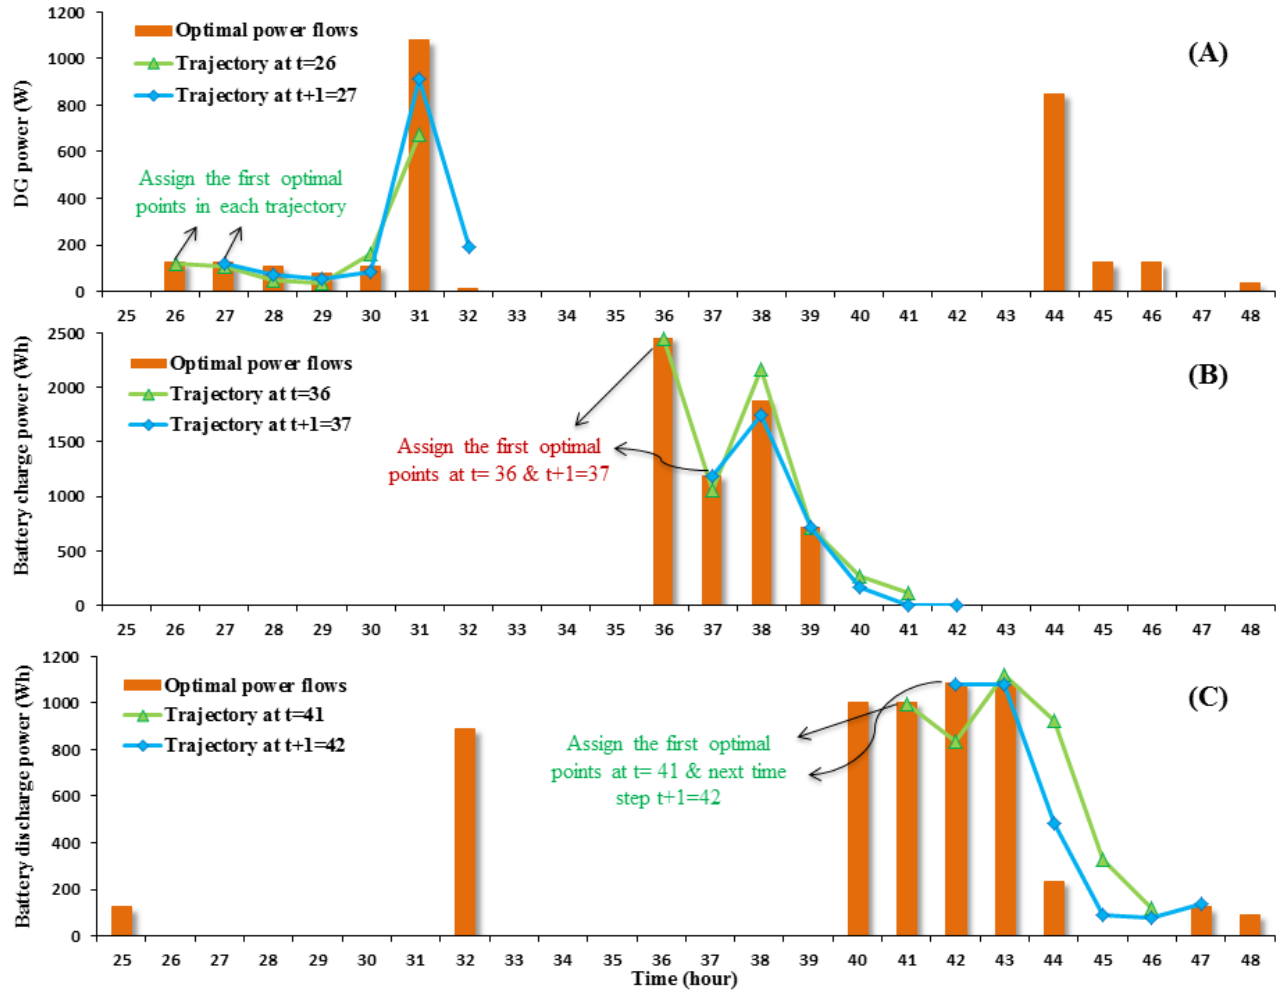 1200
1000
800
600
400
200
0
DG power (W)
Optimal power flows
Trajectory at t=26
Trajectory at t+1=27
(A)
Assign the first optimal
points in each trajectory
25 26 27 28 29 30 31 32 33 34 35 36 37 38 39 40 41 42 43 44 45 46 47 48
2500
2000
1500
1000
500
0
Battery charge power (Wh)
Optimal power flows
Trajectory at t=36
Trajectory at t+1=37
(B)
Assign the first optimal
points at t= 36 & t+1=37
25 26 27 28 29 30 31 32 33 34 35 36 37 38 39 40 41 42 43 44 45 46 47 48
1200
1000
800
600
400
200
0
Battery discharge power (Wh)
Optimal power flows
Trajectory at t=41
Trajectory at t+1=42
(C)
Assign the first optimal
points at t= 41 & next time
step t+1=42
25 26 27 28 29 30 31 32 33 34 35 36 37 38 39 40 41 42 43 44 45 46 47 48
Time (hour)